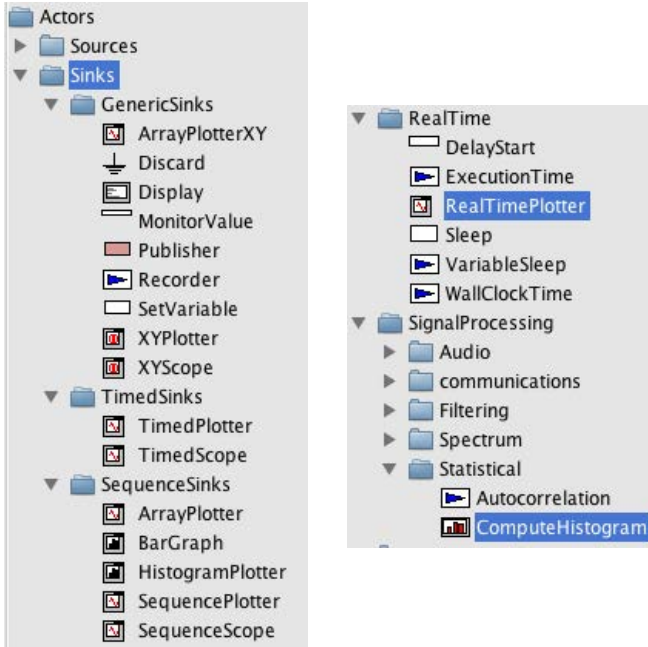 Actors
Sources
Sinks
GenericSinks
ArrayPlotterXY
Discard
Display
MonitorValue
Publisher
Recorder
SetVariable
XYPlotter
XYScope
TimedSinks
TimedPlotter
TimedScope
SequenceSinks
ArrayPlotter
BarGraph
HistogramPlotter
SequencePlotter
SequenceScope
RealTime
DelayStart
ExecutionTime
RealTimePlotter
Sleep
VariableSleep
WallClockTime
SignalProcessing
Audio
communications
Filtering
Spectrum
Statistical
Autocorrelation
ComputeHistogram